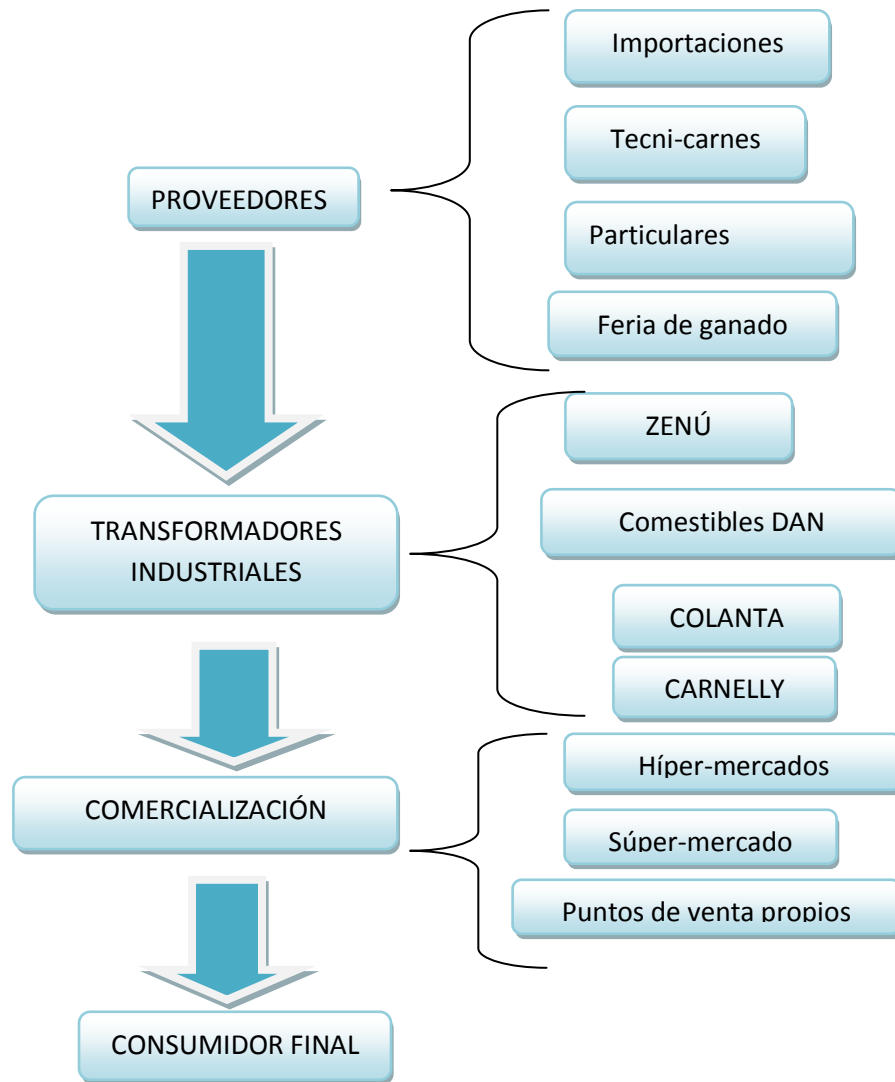 PROVEEDORES
Importaciones
Tecni-carnes
Particulares
Feria de ganado
TRANSFORMADORES
INDUSTRIALES
ZENÚ
Comestibles DAN
COLANTA
CARNELLY
COMERCIALIZACIÓN
Híper-mercados
Súper-mercado
Puntos de venta propios
CONSUMIDOR FINAL